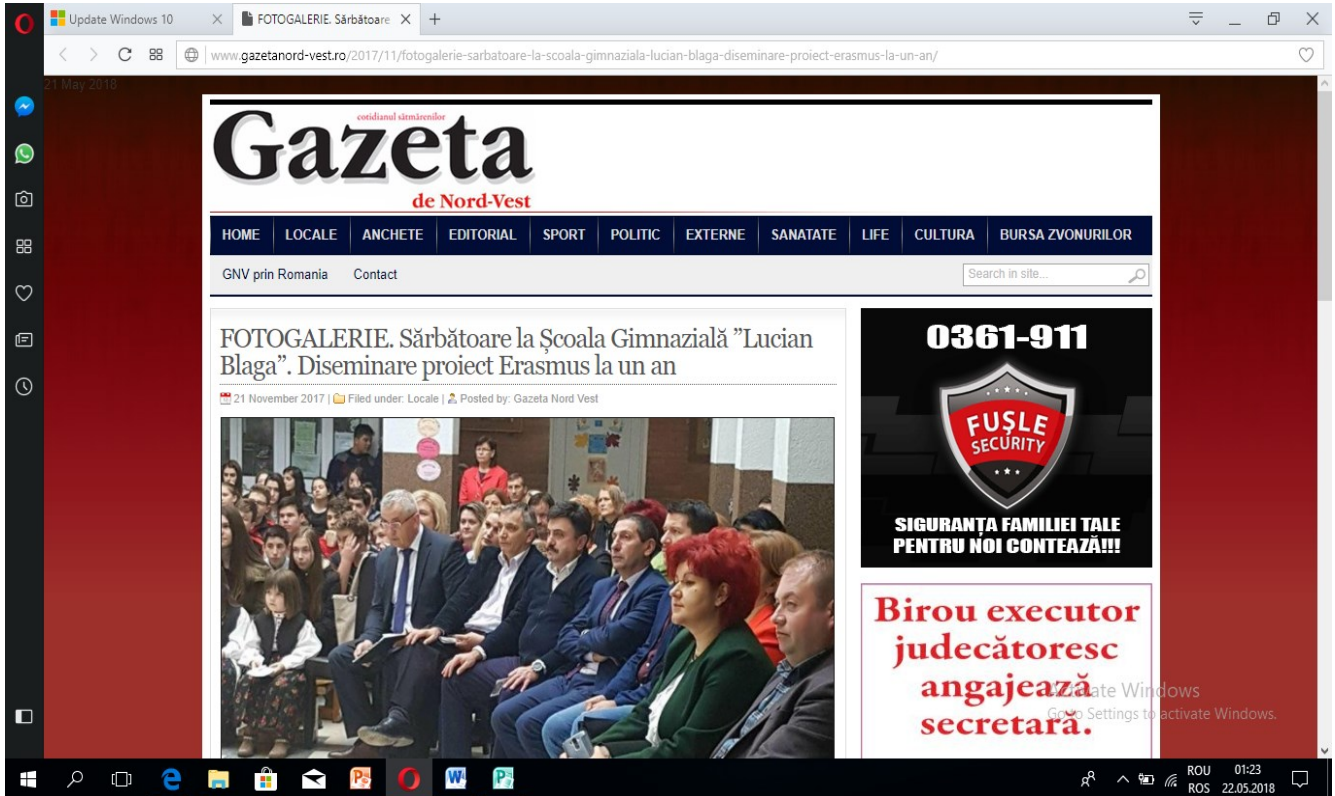 Update Windows 10
FOTOGALERIE. Sărbătoare
www.gazetanord-vest.ro/2017/11/fotogalerie-sarbatoare-la-scoala-gimnaziala-lucian-blaga-diseminare-proiect-erasmus-la-un-an/
21 May 2018
cotidianul sătmărenilor
Gazeta
de Nord-Vest
HOME LOCALE ANCHETE EDITORIAL SPORT POLITIC EXTERNE SANATATE LIFE CULTURA BURSA ZVONURILOR
GNV prin Romania Contact
Search in site...
FOTOGALERIE. Sărbătoare la Școala Gimnazială ”Lucian
Blaga”. Diseminare proiect Erasmus la un an
21 November 2017 | Filed under: Locale | Posted by: Gazeta Nord Vest
0361-911
FUȘLE
SECURITY
SIGURANȚA FAMILIEI TALE
PENTRU NOI CONTEAZĂ!!!
Birou executor
judecătoresc
angajează
secretară.
Activate Windows
Go to Settings to activate Windows.
ROU
ROS
01:23
22.05.2018